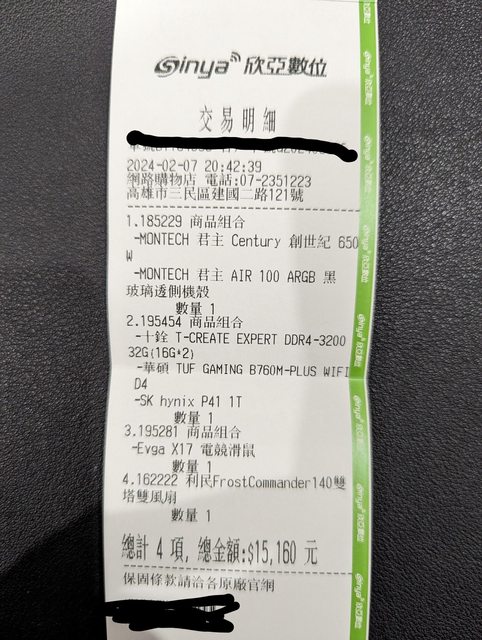 Sinya 欣亞數位
交易明細
2024-02-07 20:42:39
網路購物店 電話:07-2351223
高雄市三民區建國二路121號
1.185229 商品組合
-MONTECH 君主 Century 創世紀 650
W
-MONTECH 君主 AIR 100 ARGB 黑
玻璃透側機殼
數量 1
2.195454 商品組合
-十銓 T-CREATE EXPERT DDR4-3200
32G{16G*2}
-華碩 TUF GAMING B760M-PLUS WIFI
D4
-SK hynix P41 1T
數量 1
3.195281 商品組合
-Evga X17 電競滑鼠
數量 1
4.162222 利民FrostCommander140雙
塔雙風扇
數量 1
總計 4 項, 總金額:$15,160 元
保固條款請洽各原廠官網